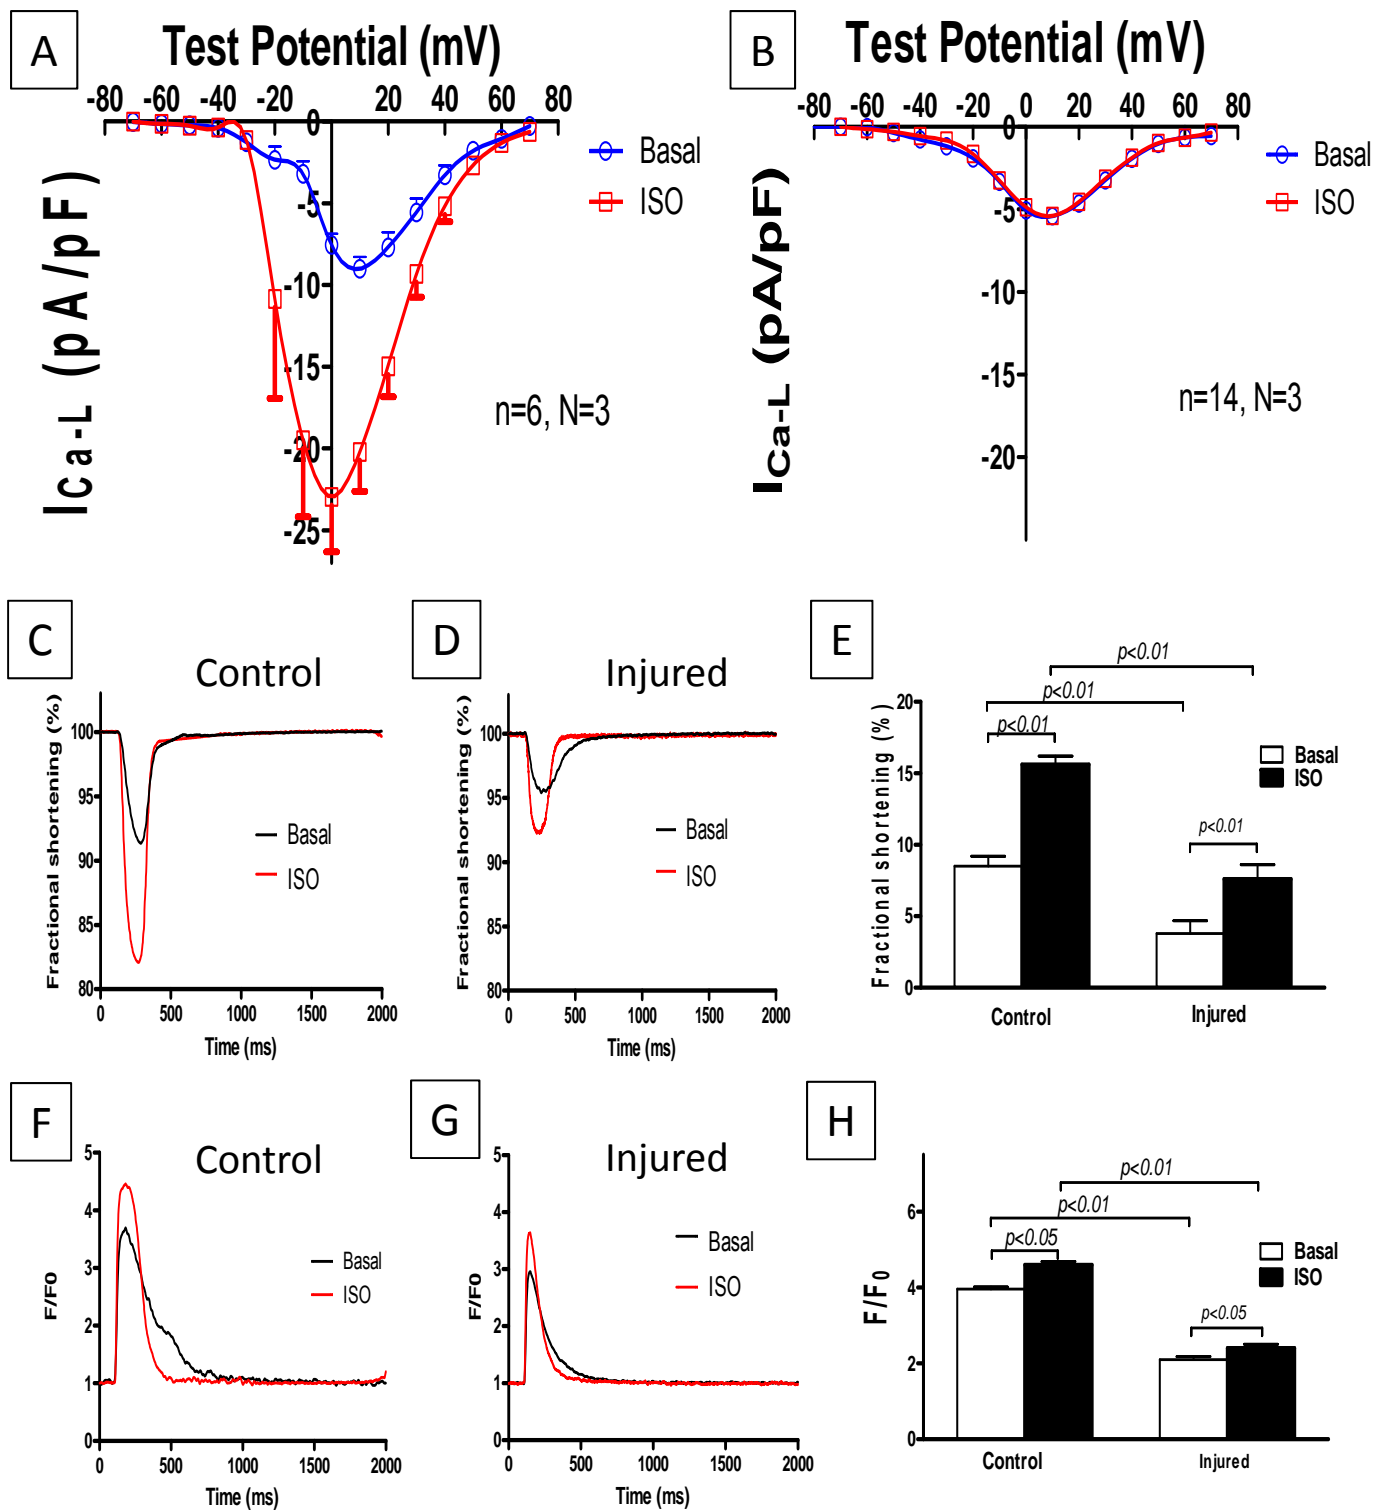 A
Test Potential (mV)
-80 -60 -40 -20 20 40 60 80
0
-5
-10
-15
-20
-25
ICa-L (pA/pF)
Basal
ISO
n=6, N=3
B
Test Potential (mV)
-80 -60 -40 -20 0 20 40 60 80
-5
-10
-15
-20
ICa-L (pA/pF)
Basal
ISO
n=14, N=3
C
Control
Fractional shortening (%)
100
95
90
85
80
Basal
ISO
0 500 1000 1500 2000
Time (ms)
D
Injured
Fractional shortening (%)
100
95
90
85
80
Basal
ISO
0 500 1000 1500 2000
Time (ms)
E
p<0.01
p<0.01
p<0.01
p<0.01
Fractional shortening (%)
20
15
10
5
0
Basal
ISO
Control Injured
F
Control
F/F0
5
4
3
2
1
0
Basal
ISO
0 500 1000 1500 2000
Time (ms)
G
Injured
F/F0
5
4
3
2
1
0
Basal
ISO
0 500 1000 1500 2000
Time (ms)
H
p<0.01
p<0.01
p<0.05
p<0.05
F/F0
6
4
2
0
Basal
ISO
Control Injured